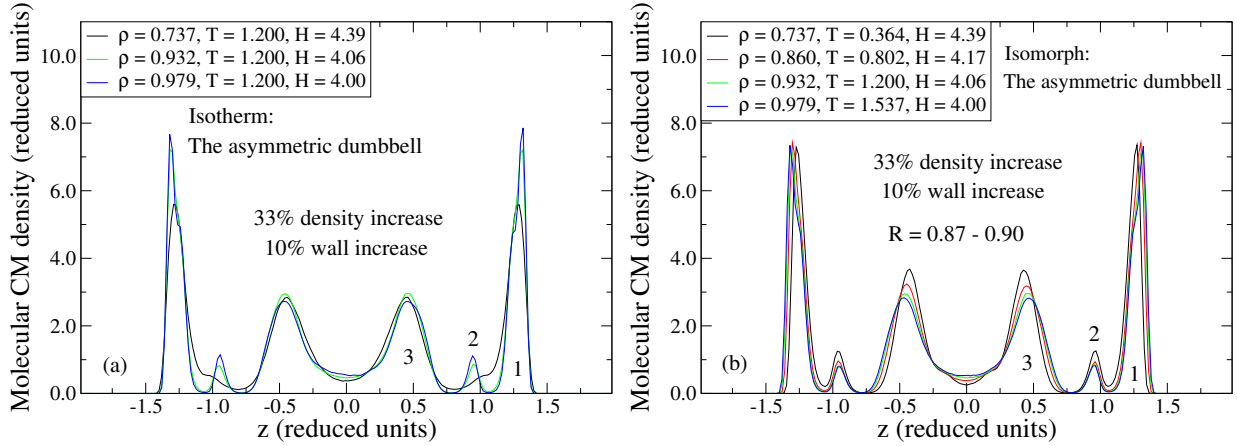 Molecular CM density (reduced units)
10.0
8.0
6.0
4.0
2.0
0.0
ρ = 0.737, T = 1.200, H = 4.39
ρ = 0.932, T = 1.200, H = 4.06
ρ = 0.979, T = 1.200, H = 4.00
Isotherm:
The asymmetric dumbbell
33% density increase
10% wall increase
(a)
3
2
1
-1.5
-1.0
-0.5
0.0
0.5
1.0
1.5
z (reduced units)
Molecular CM density (reduced units)
10.0
8.0
6.0
4.0
2.0
0.0
ρ = 0.737, T = 0.364, H = 4.39
ρ = 0.860, T = 0.802, H = 4.17
ρ = 0.932, T = 1.200, H = 4.06
ρ = 0.979, T = 1.537, H = 4.00
Isomorph:
The asymmetric dumbbell
33% density increase
10% wall increase
R = 0.87 - 0.90
(b)
3
2
1
-1.5
-1.0
-0.5
0.0
0.5
1.0
1.5
z (reduced units)